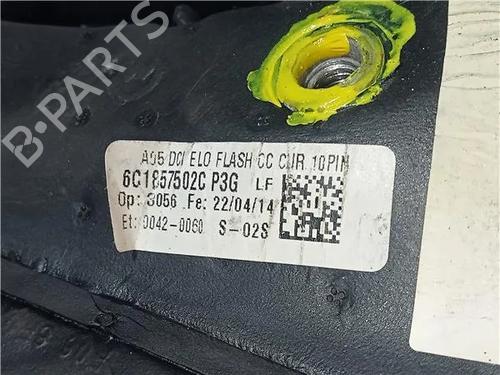 A05 DCI ELO FLASH CC CUR 10PIN
6C1857502C P3G LF
Op: 3056 .Fe: 22/04/14
Et: 0042-0060 S-02S
B-Parts